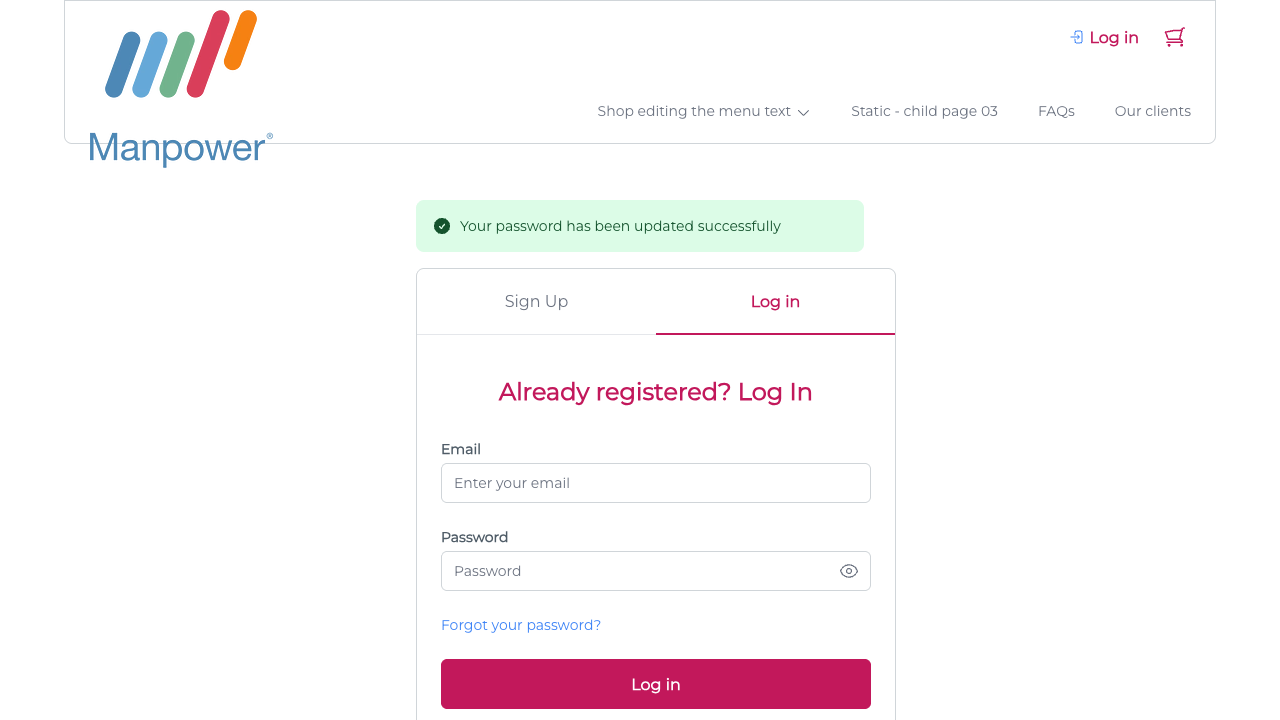 Manpower®
Log in
Shop editing the menu text
Static - child page 03
FAQs
Our clients
Your password has been updated successfully
Sign Up
Log in
Already registered? Log In
Email
Enter your email
Password
Password
Forgot your password?
Log in